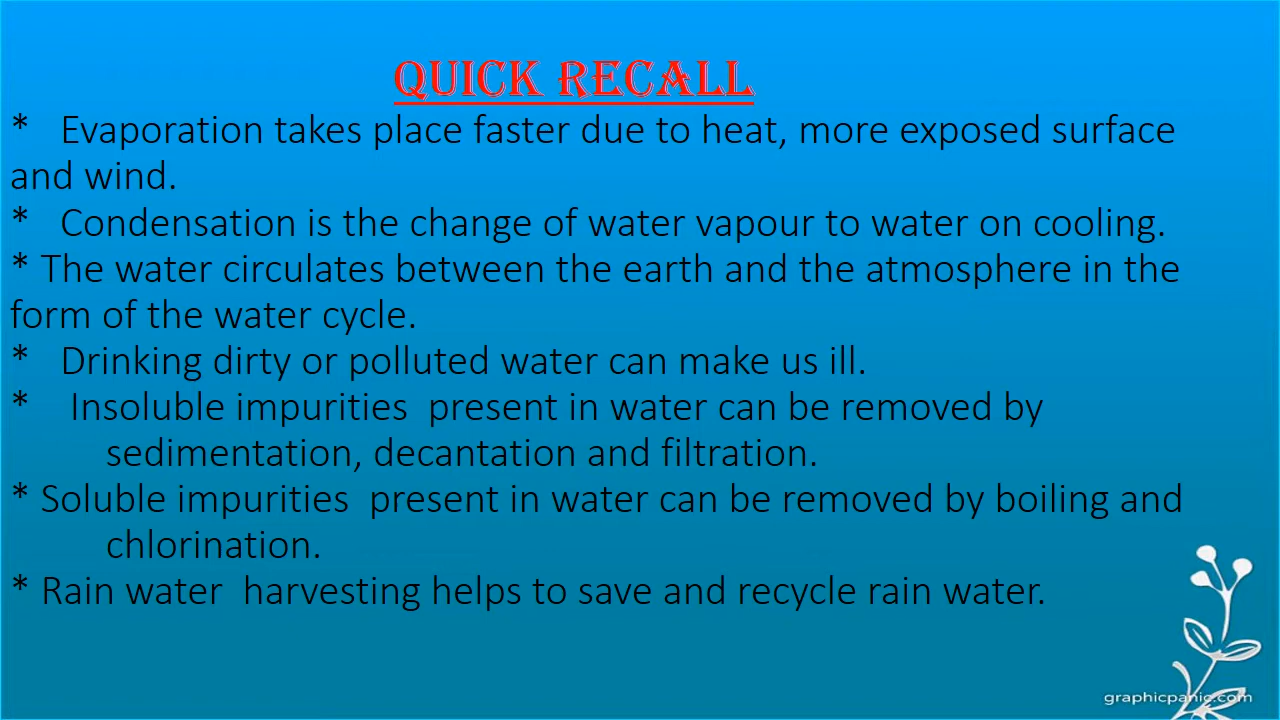 QUICK RECALL
* Evaporation takes place faster due to heat, more exposed surface
and wind.
* Condensation is the change of water vapour to water on cooling.
* The water circulates between the earth and the atmosphere in the
form of the water cycle.
* Drinking dirty or polluted water can make us ill.
* Insoluble impurities present in water can be removed by
sedimentation, decantation and filtration.
* Soluble impurities present in water can be removed by boiling and
chlorination.
* Rain water harvesting helps to save and recycle rain water.
graphicpanic.com